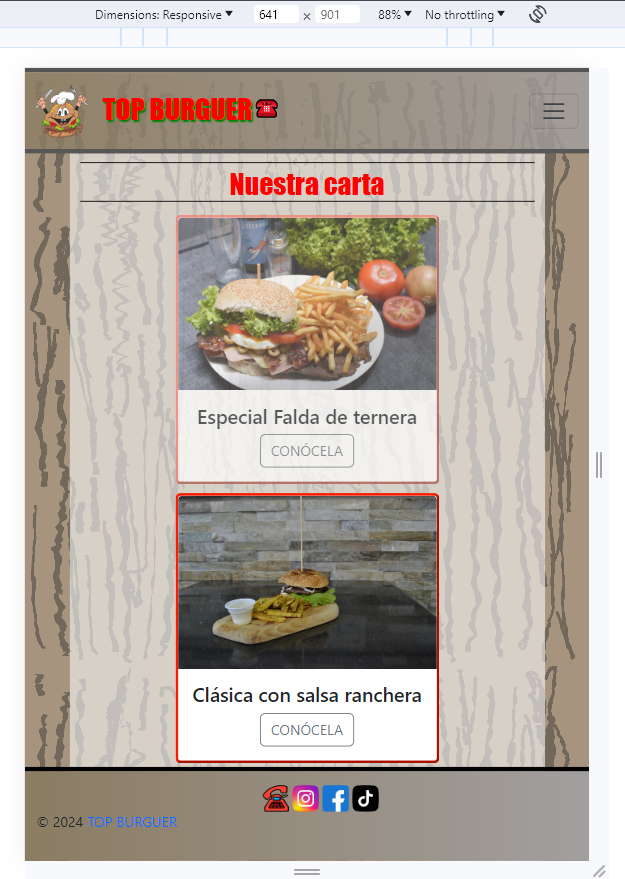 Dimensions: Responsive 641 × 901 88% No throttling
TOP BURGUER
Nuestra carta
Especial Falda de ternera
CONÓCELA
Clásica con salsa ranchera
CONÓCELA
© 2024 TOP BURGUER